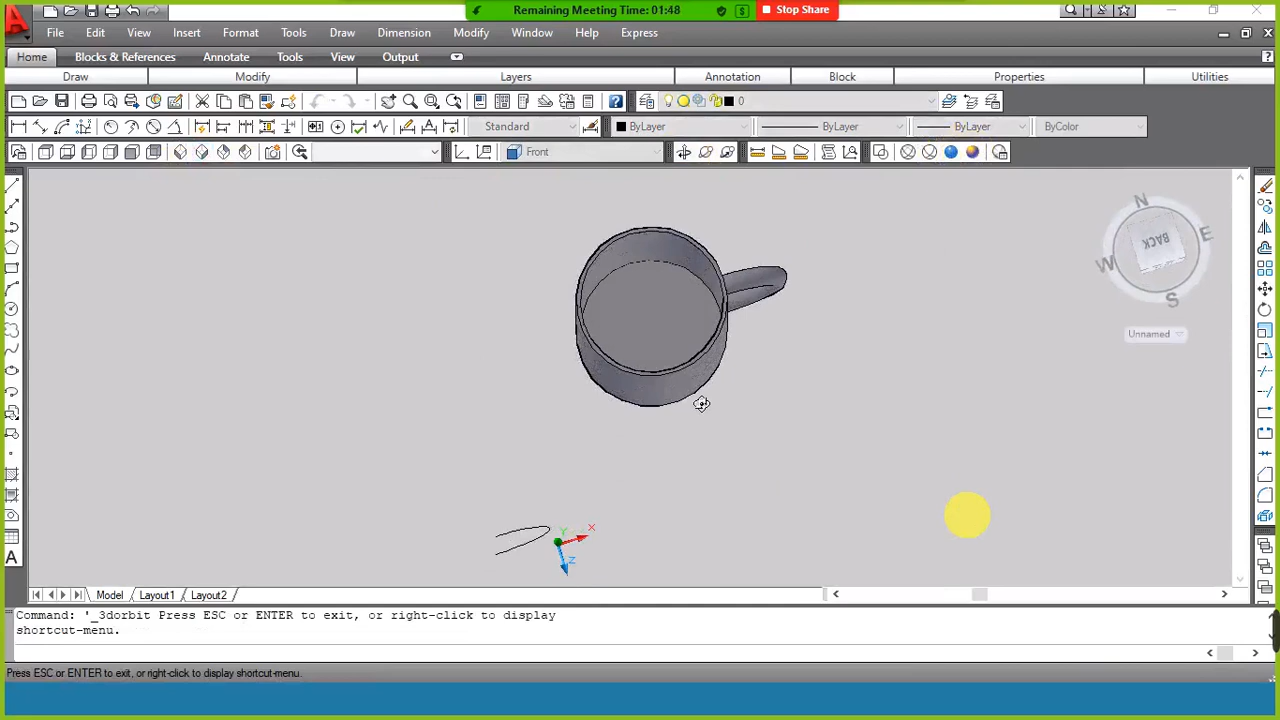 Remaining Meeting Time: 01:48
Stop Share
File Edit View Insert Format Tools Draw Dimension Modify Window Help Express
Home Blocks & References Annotate Tools View Output
Draw Modify Layers Annotation Block Properties Utilities
0
Standard ByLayer ByLayer ByLayer ByColor
Front
N
W BACK E
S
Unnamed
Y X
Z
A
Model Layout1 Layout2
Command: '_3dorbit Press ESC or ENTER to exit, or right-click to display
shortcut-menu.
Press ESC or ENTER to exit, or right-click to display shortcut-menu.